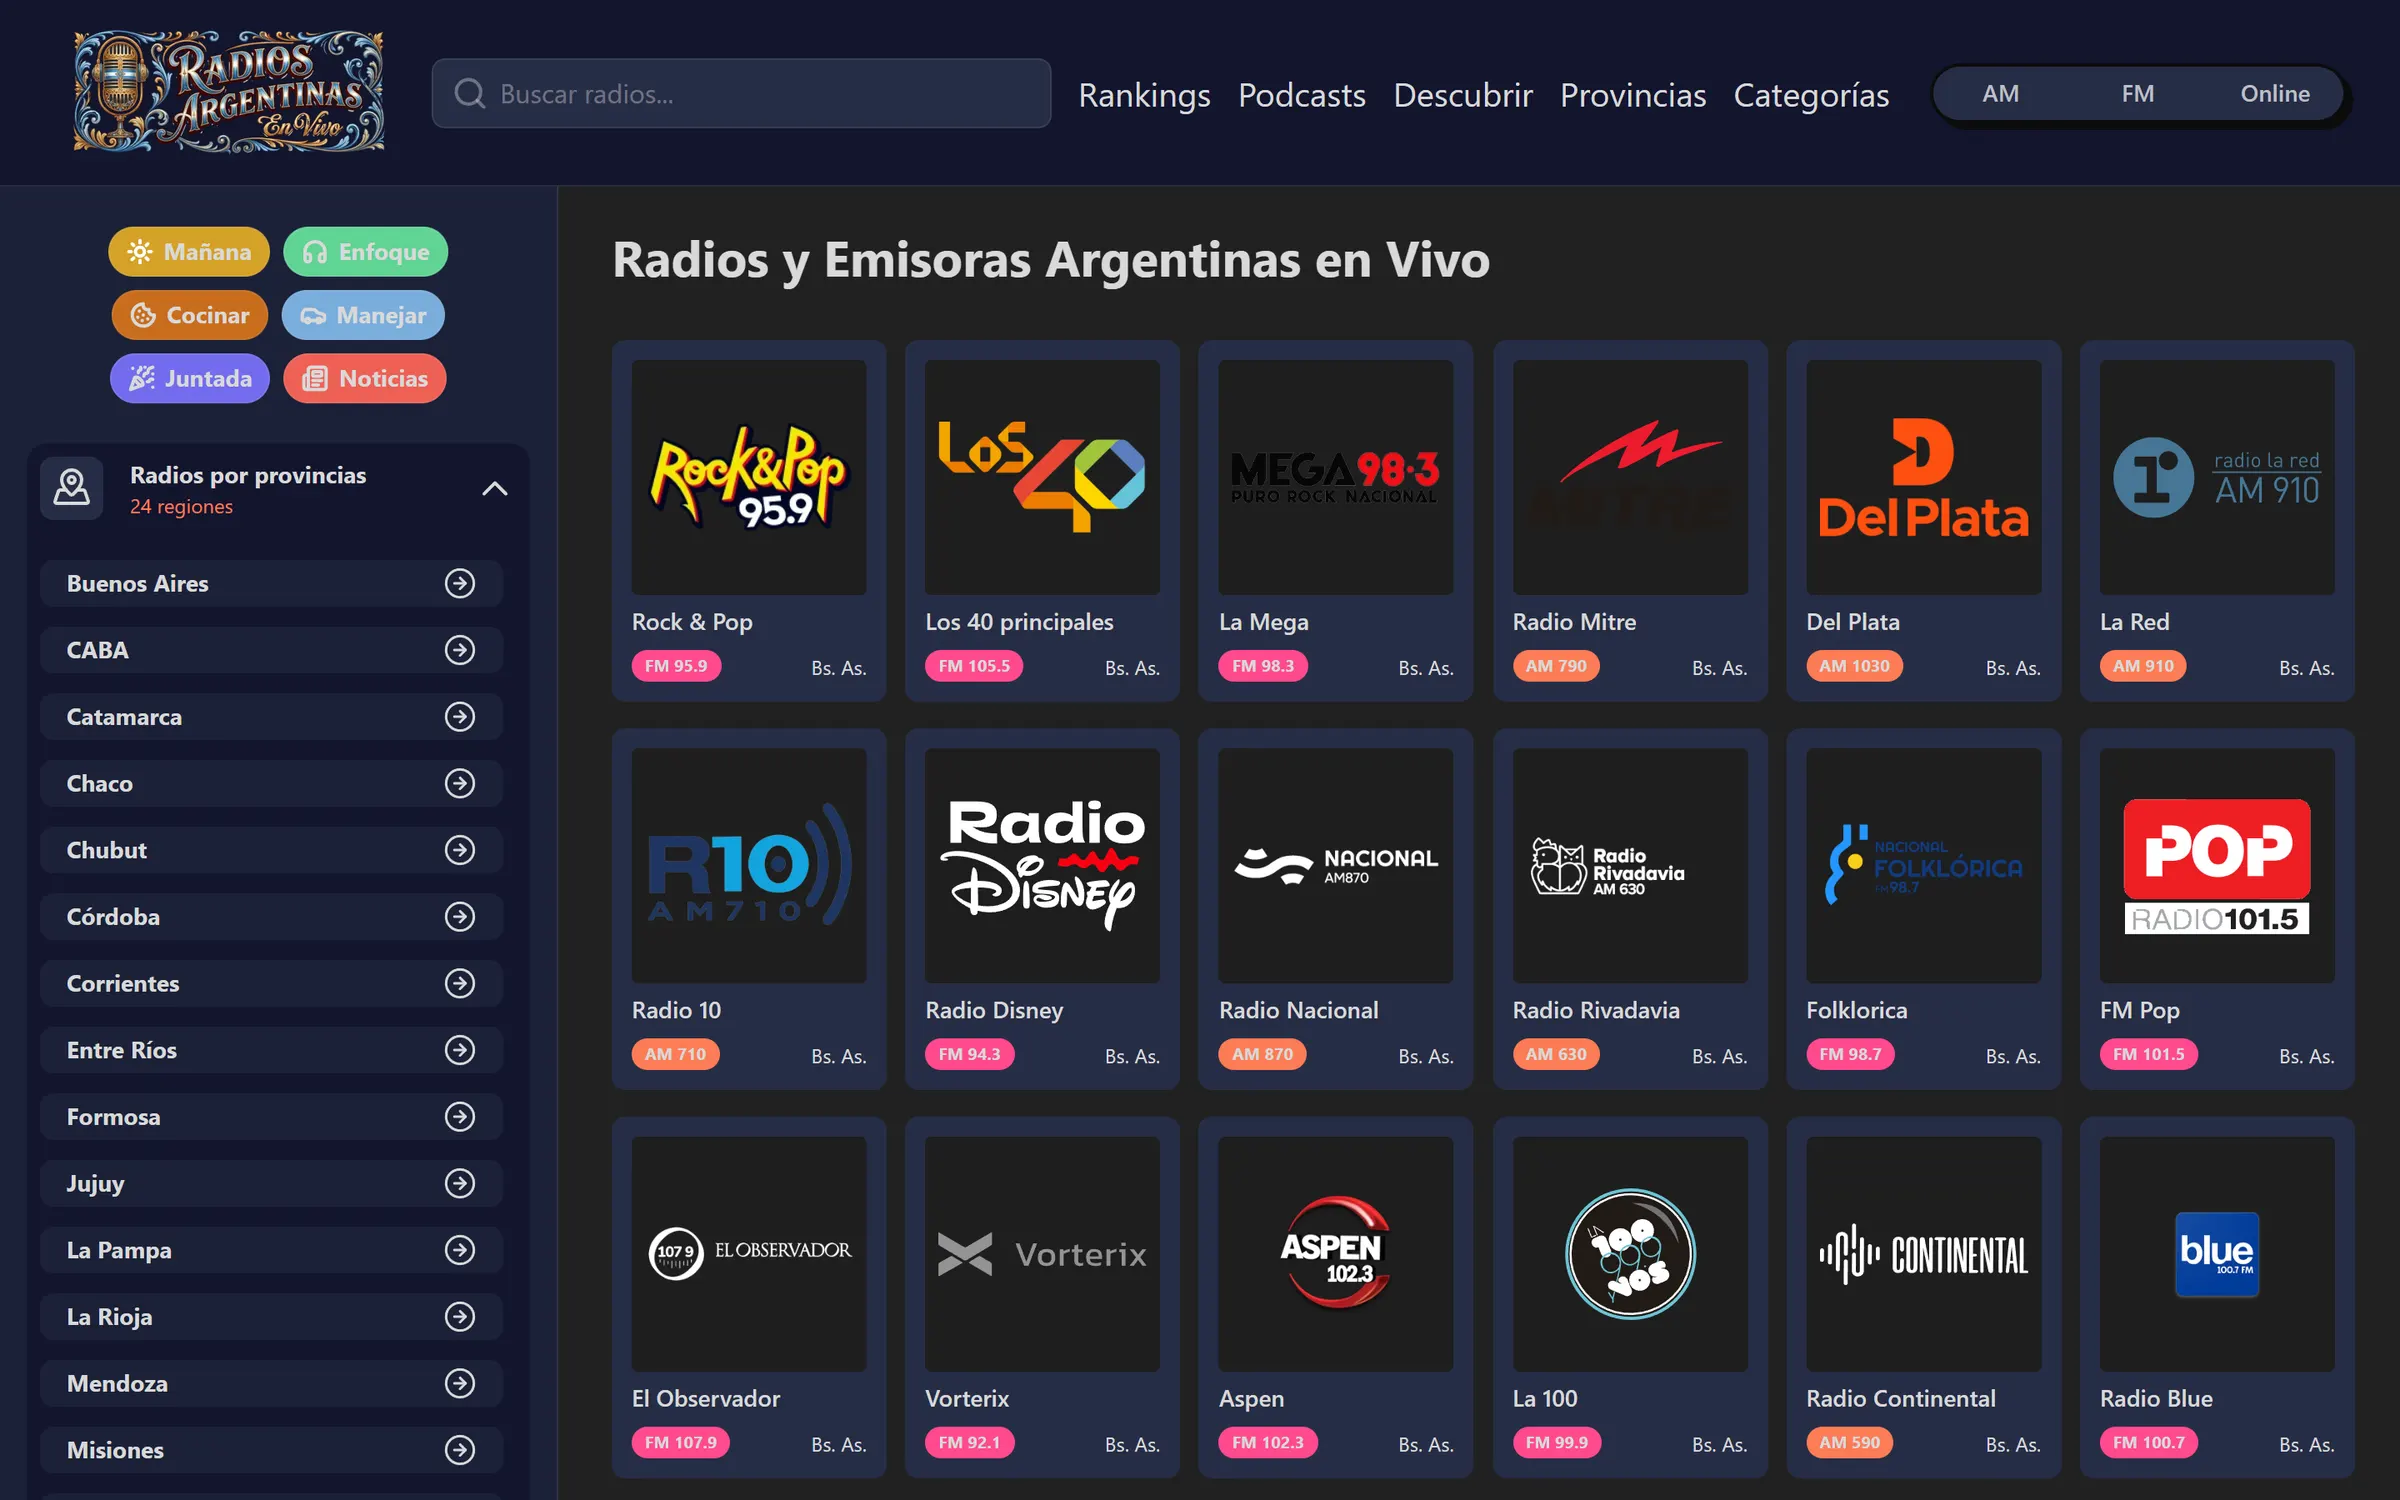 RADIOS
ARGENTINAS
En Vivo
Buscar radios...
Rankings
Podcasts
Descubrir
Provincias
Categorías
AM
FM
Online
Mañana
Enfoque
Cocinar
Manejar
Juntada
Noticias
Radios por provincias
24 regiones
Buenos Aires
CABA
Catamarca
Chaco
Chubut
Córdoba
Corrientes
Entre Ríos
Formosa
Jujuy
La Pampa
La Rioja
Mendoza
Misiones
Radios y Emisoras Argentinas en Vivo
Rock&Pop
95.9
Rock & Pop
FM 95.9
Bs. As.
LOS
40
Los 40 principales
FM 105.5
Bs. As.
MEGA 98·3
PURO ROCK NACIONAL
La Mega
FM 98.3
Bs. As.
MITRE
Radio Mitre
AM 790
Bs. As.
D
DelPlata
Del Plata
AM 1030
Bs. As.
radio la red
AM 910
La Red
AM 910
Bs. As.
R10
AM710
Radio 10
AM 710
Bs. As.
Radio
Disney
Radio Disney
FM 94.3
Bs. As.
NACIONAL
AM870
Radio Nacional
AM 870
Bs. As.
Radio
Rivadavia
AM 630
Radio Rivadavia
AM 630
Bs. As.
NACIONAL
FOLKLÓRICA
FM98.7
Folklorica
FM 98.7
Bs. As.
POP
RADIO101.5
FM Pop
FM 101.5
Bs. As.
107 9
EL OBSERVADOR
El Observador
FM 107.9
Bs. As.
Vorterix
Vorterix
FM 92.1
Bs. As.
ASPEN
102.3
Aspen
FM 102.3
Bs. As.
LA
100
Y VOS
La 100
FM 99.9
Bs. As.
CONTINENTAL
Radio Continental
AM 590
Bs. As.
blue
100.7 FM
Radio Blue
FM 100.7
Bs. As.